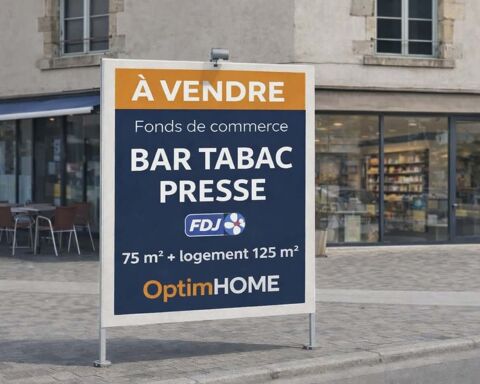 À VENDRE
Fonds de commerce
BAR TABAC
PRESSE
FDJ
75 m² + logement 125 m²
OptimHOME